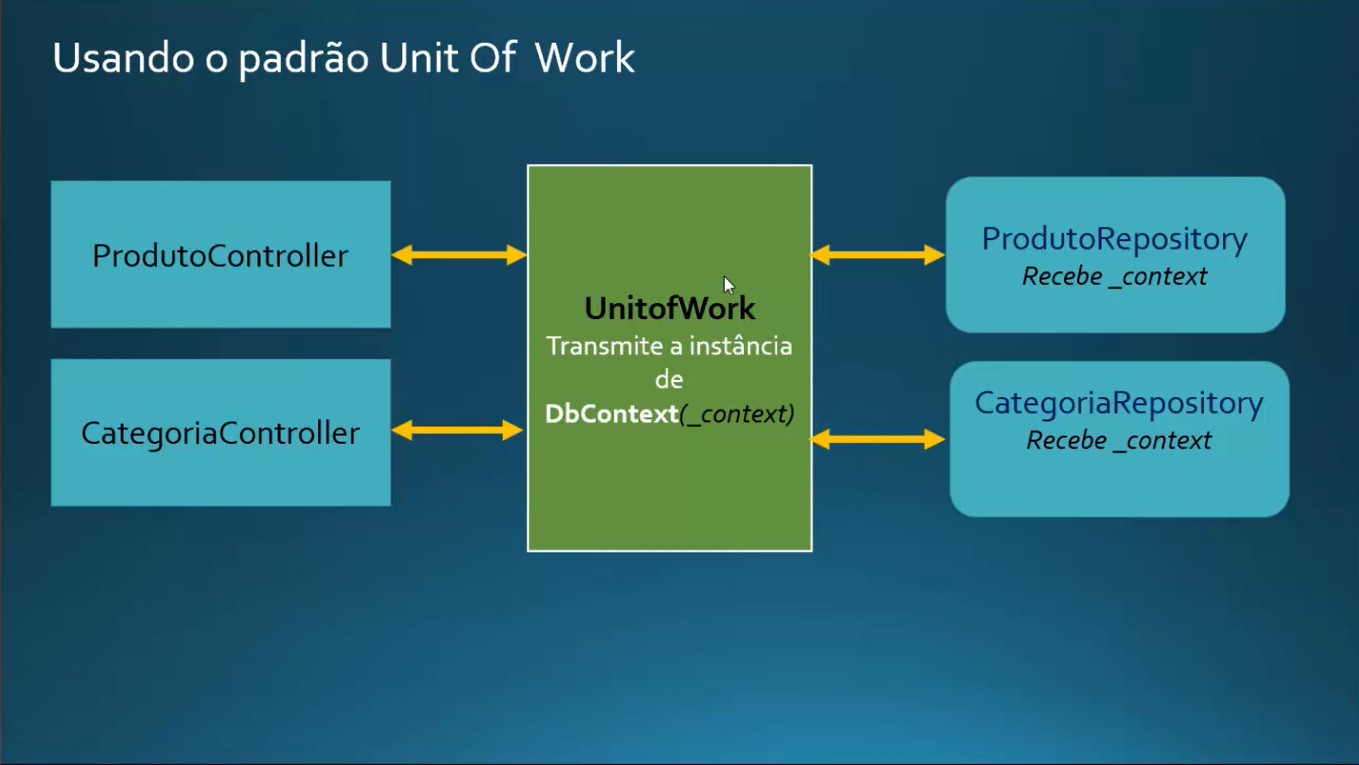 Usando o padrão Unit Of Work
ProdutoController
CategoriaController
UnitofWork
Transmite a instância
de
DbContext(_context)
ProdutoRepository
Recebe _context
CategoriaRepository
Recebe _context